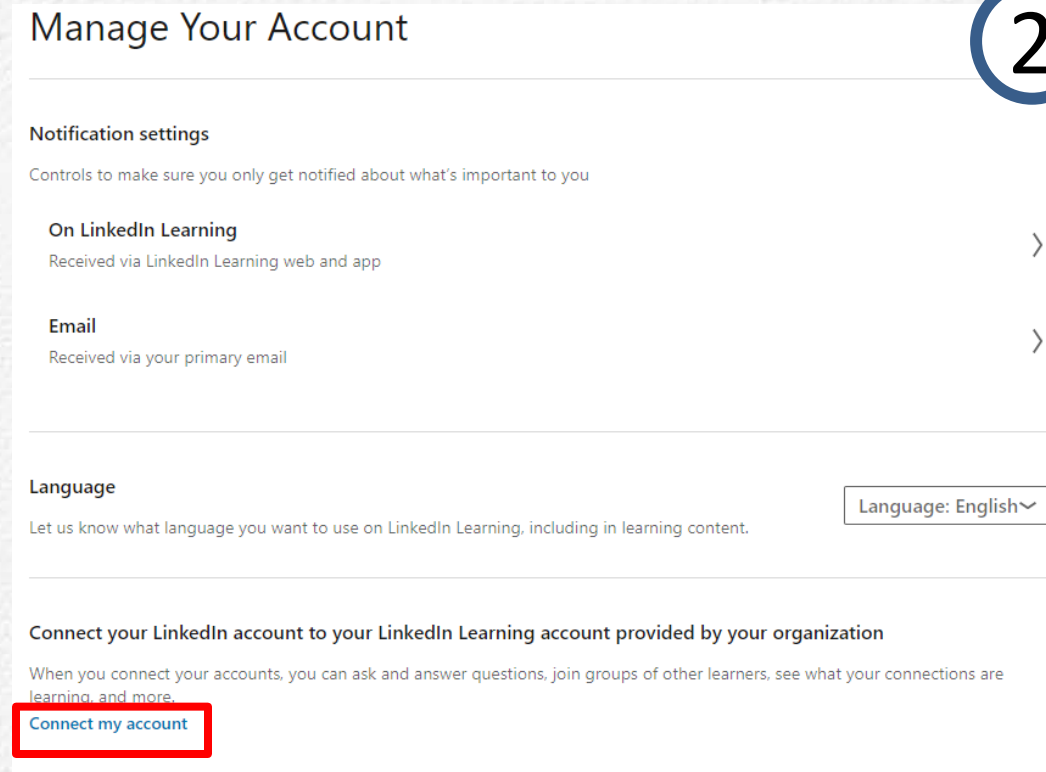 Manage Your Account
2
Notification settings
Controls to make sure you only get notified about what's important to you
On LinkedIn Learning
Received via LinkedIn Learning web and app
Email
Received via your primary email
Language
Let us know what language you want to use on LinkedIn Learning, including in learning content.
Language: English
Connect your LinkedIn account to your LinkedIn Learning account provided by your organization
When you connect your accounts, you can ask and answer questions, join groups of other learners, see what your connections are
learning, and more.
Connect my account